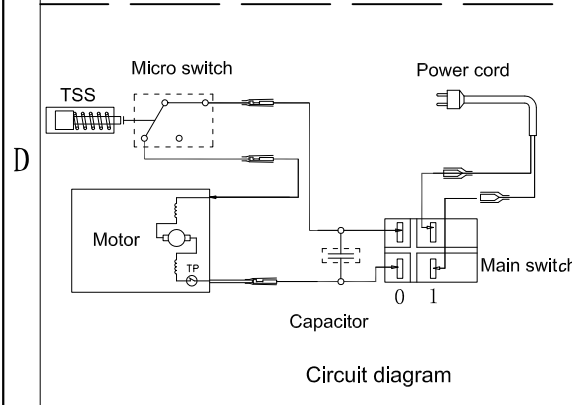 Micro switch
Power cord
TSS
D
Motor
TP
Main switch
0 1
Capacitor
Circuit diagram